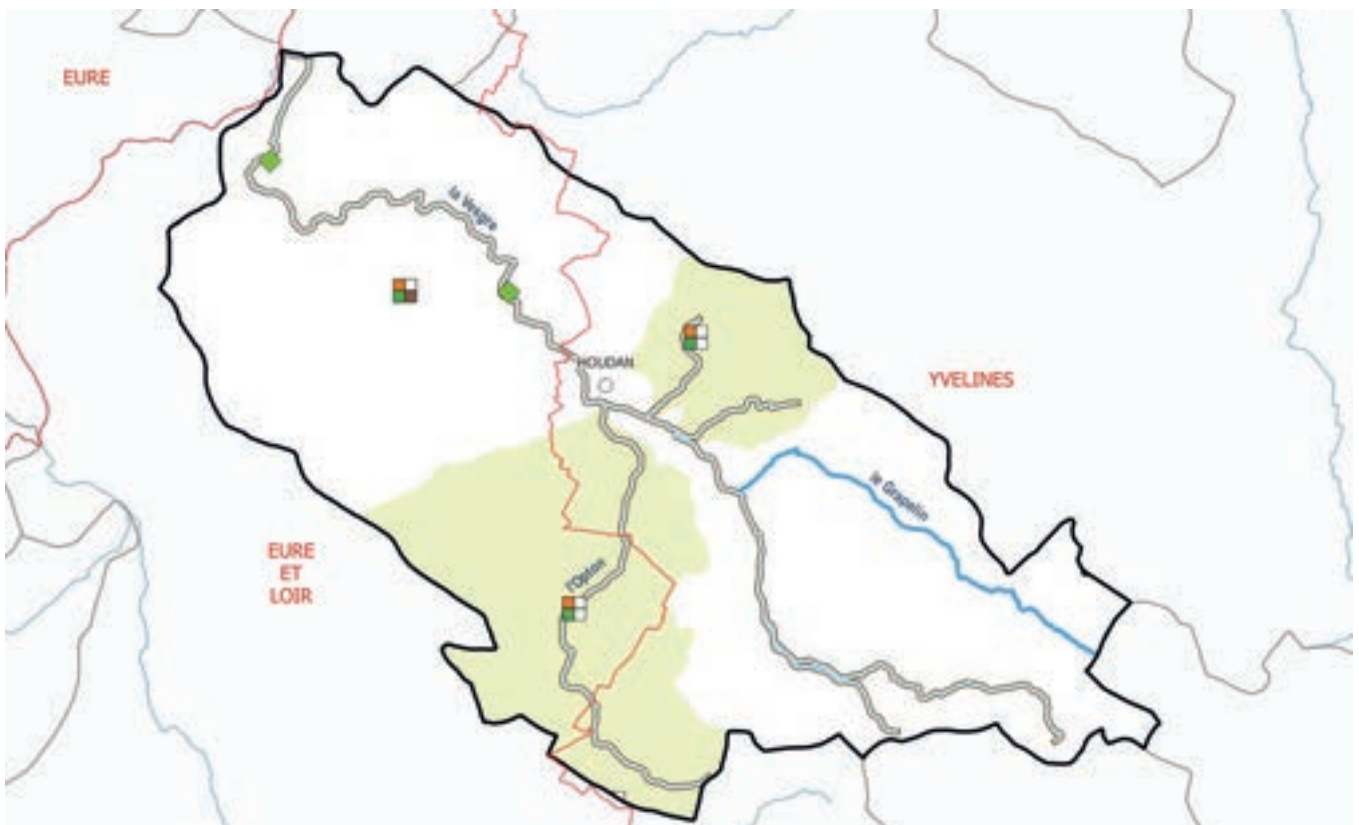 EURE
la Vesgre
HOUDAN
YVELINES
le Grapelin
EURE
ET
LOIR
l'Opton